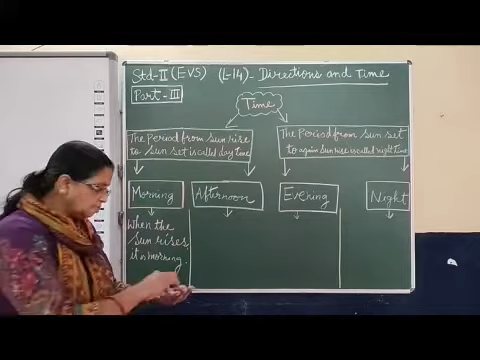 Std-II (EVS) (L-14)- Directions and Time
Part-III
Time
The Period from Sun rise
to Sun set is called day time
The Period from Sun set
to again Sun rise is called night time
Morning
Afternoon
Evening
Night
When the
Sun rises
it is morning.